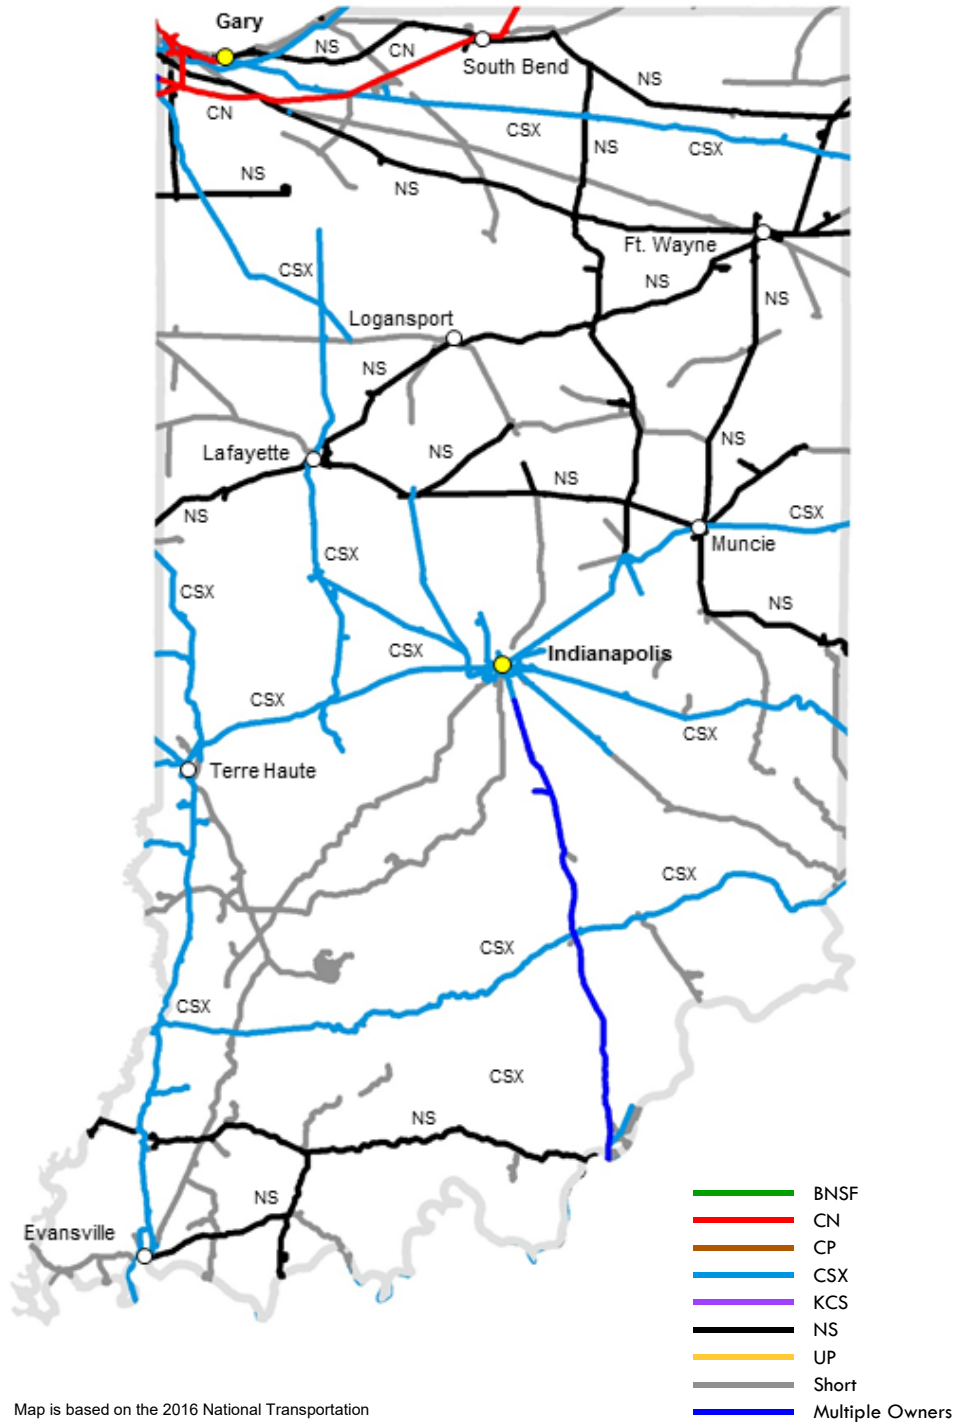 Gary
NS
CN
South Bend
NS
CN
CSX
NS
CSX
NS
NS
Ft. Wayne
CSX
NS
NS
Logansport
NS
NS
Lafayette
NS
NS
NS
CSX
Muncie
CSX
CSX
NS
CSX
Indianapolis
CSX
CSX
Terre Haute
CSX
CSX
CSX
CSX
NS
NS
Evansville
BNSF
CN
CP
CSX
KCS
NS
UP
Short
Multiple Owners
Map is based on the 2016 National Transportation